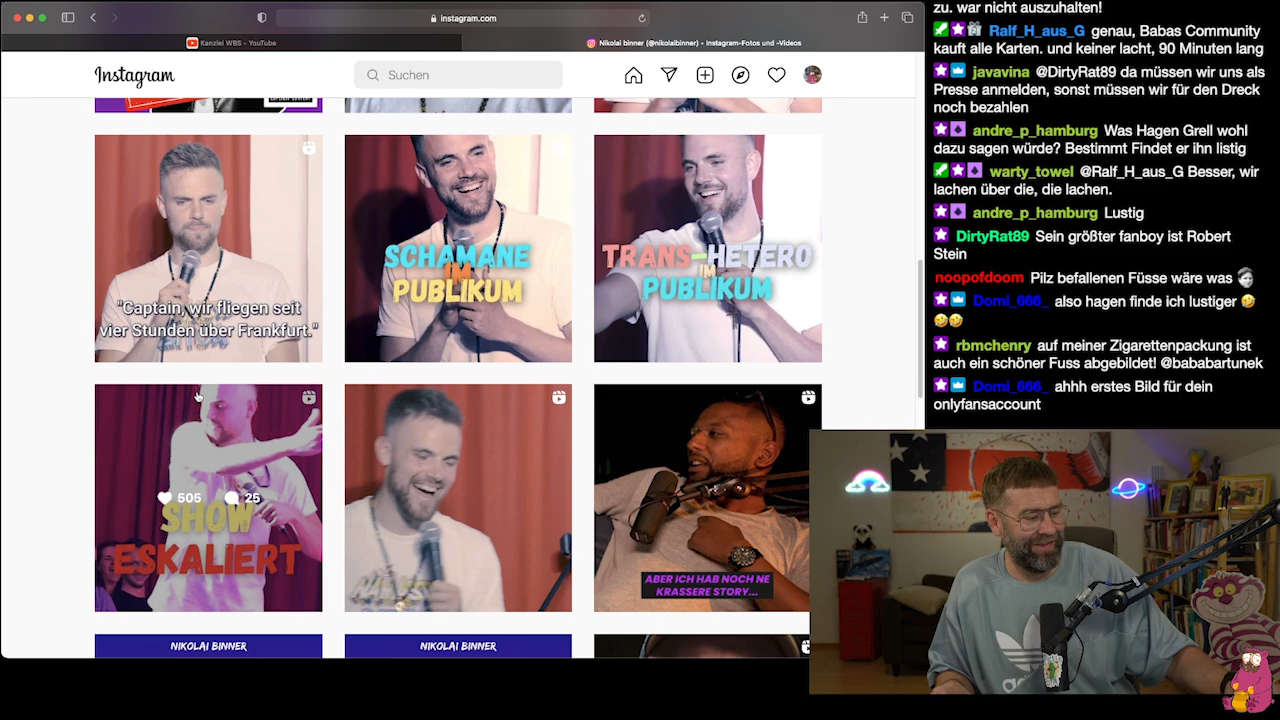 instagram.com
Kanzlei WBS – YouTube
Nikolai binner (@nikolaibinner) • Instagram-Fotos und -Videos
Instagram
Suchen
"Captain, wir fliegen seit
vier Stunden über Frankfurt."
SCHAMANE
IM
PUBLIKUM
TRANS-HETERO
IM
PUBLIKUM
505
25
SHOW
ESKALIERT
ABER ICH HAB NOCH NE
KRASSERE STORY...
NIKOLAI BINNER
NIKOLAI BINNER
zu. war nicht auszuhalten!
Ralf_H_aus_G genau, Babas Community
kauft alle Karten. und keiner lacht, 90 Minuten lang
javavina @DirtyRat89 da müssen wir uns als
Presse anmelden, sonst müssen wir für den Dreck
noch bezahlen
andre_p_hamburg Was Hagen Grell wohl
dazu sagen würde? Bestimmt Findet er ihn listig
warty_towel @Ralf_H_aus_G Besser, wir
lachen über die, die lachen.
andre_p_hamburg Lustig
DirtyRat89 Sein größter fanboy ist Robert
Stein
noopofdoom Pilz befallenen Füsse wäre was
Domi_666_ also hagen finde ich lustiger 🤣
🤣🤣
rbmchenry auf meiner Zigarettenpackung ist
auch ein schöner Fuss abgebildet! @bababartunek
Domi_666_ ahhh erstes Bild für dein
onlyfansaccount